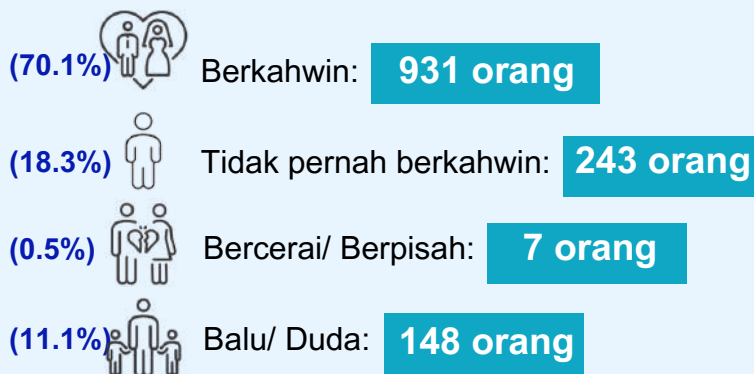 (70.1%) Berkahwin: 931 orang
(18.3%) Tidak pernah berkahwin: 243 orang
(0.5%) Bercerai/ Berpisah: 7 orang
(11.1%) Balu/ Duda: 148 orang